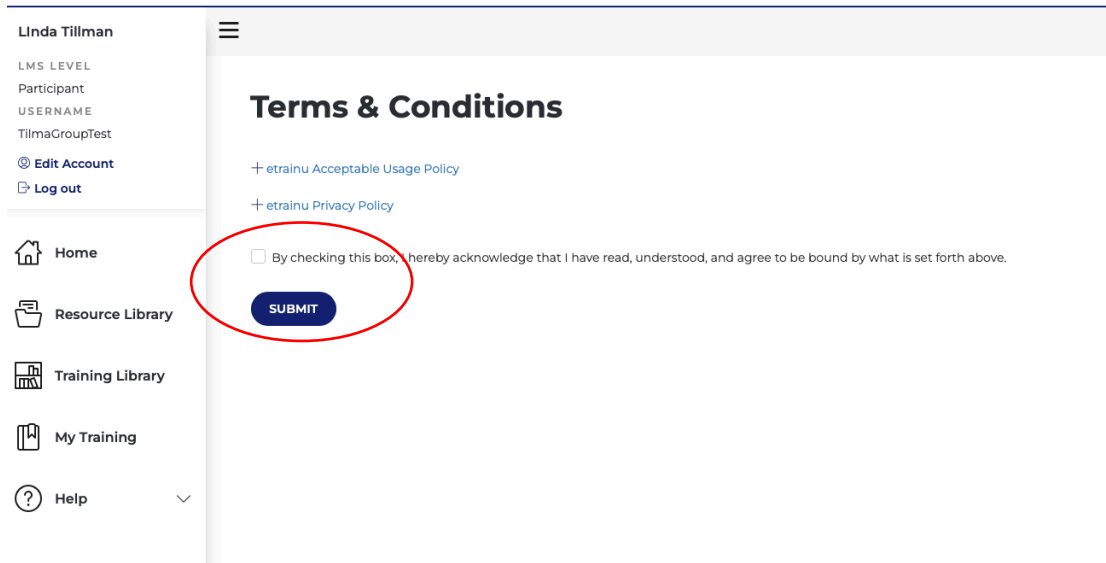 LInda Tillman
LMS LEVEL
Participant
USERNAME
TilmaGroupTest
Edit Account
Log out
Home
Resource Library
Training Library
My Training
Help
Terms & Conditions
etrainu Acceptable Usage Policy
etrainu Privacy Policy
By checking this box, I hereby acknowledge that I have read, understood, and agree to be bound by what is set forth above.
SUBMIT